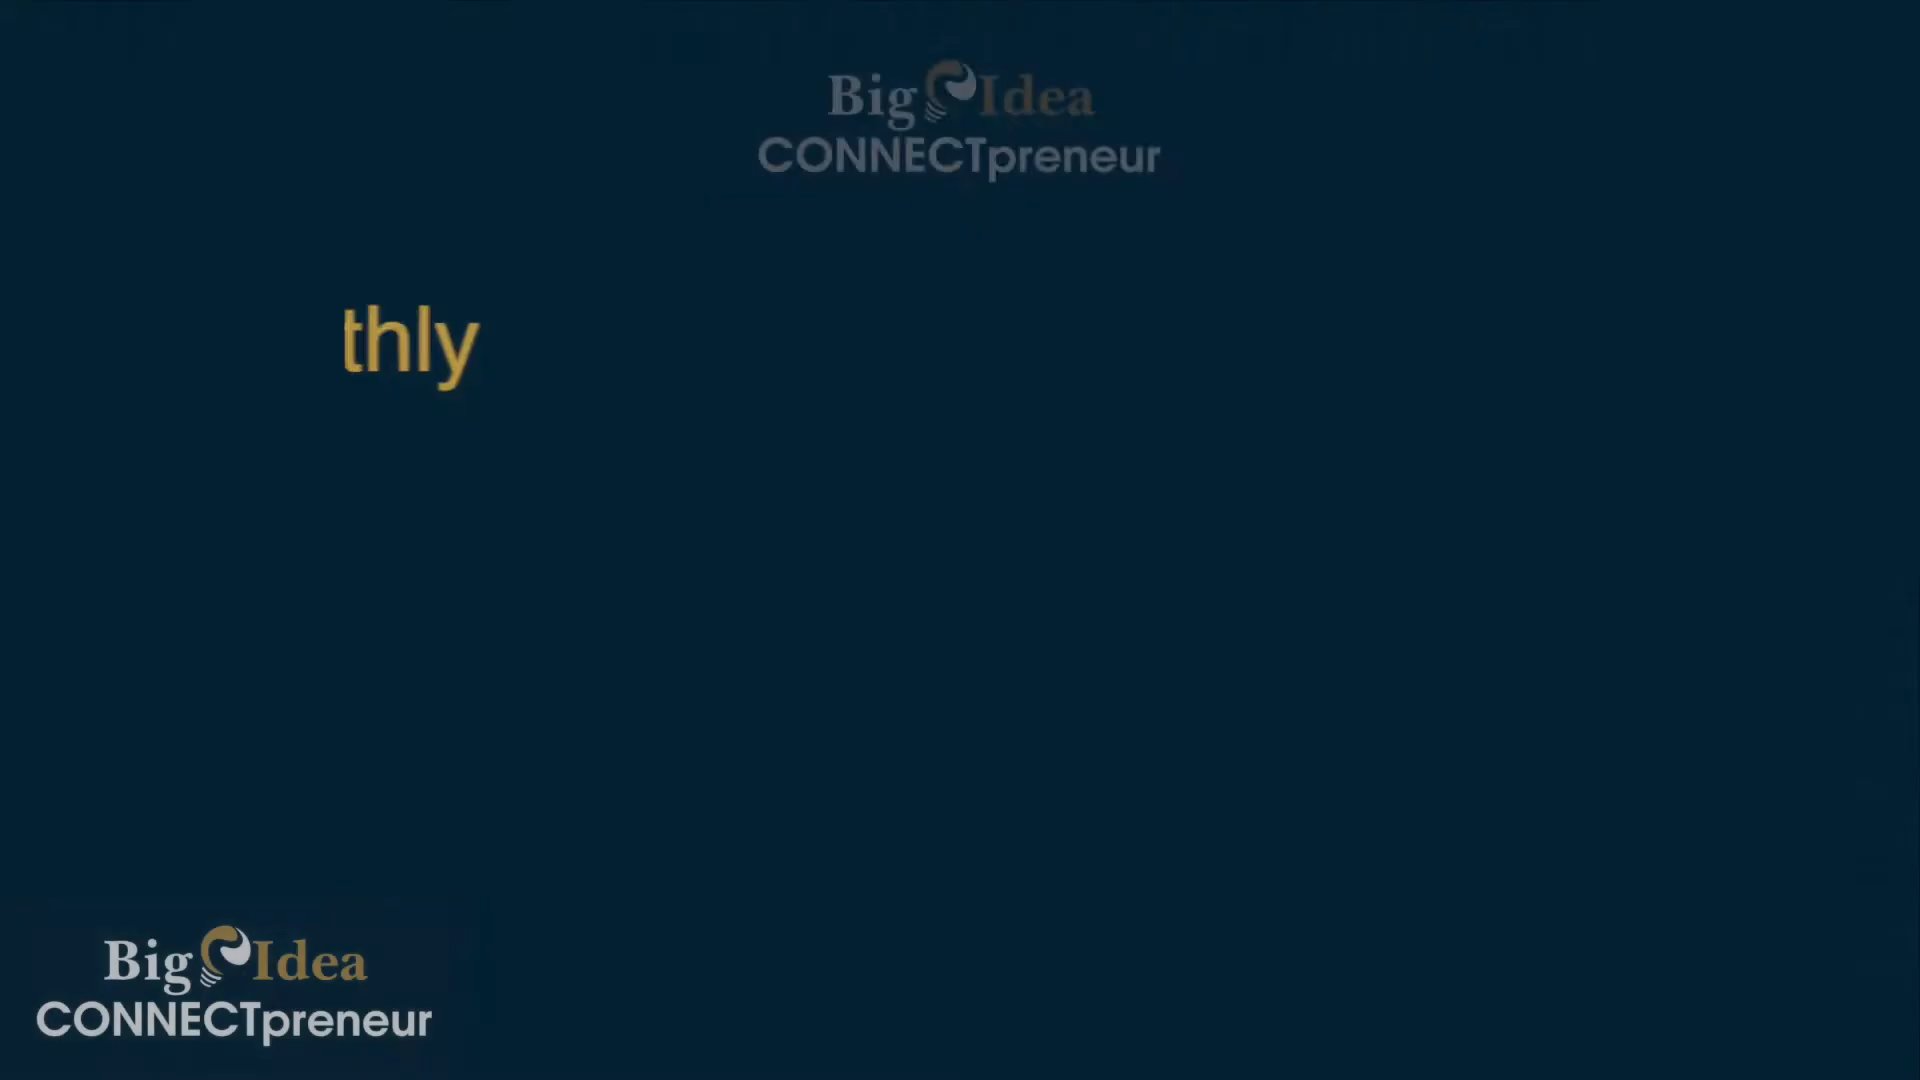 Big Idea
CONNECTpreneur
thly
Big Idea
CONNECTpreneur